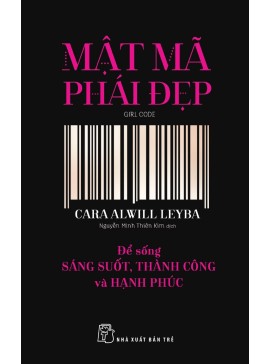 MẬT MÃ
PHÁI ĐẸP
GIRL CODE
CARA ALWILL LEYBA
Nguyễn Minh Thiên Kim dịch
Để sống
SÁNG SUỐT, THÀNH CÔNG
và HẠNH PHÚC
NHÀ XUẤT BẢN TRẺ